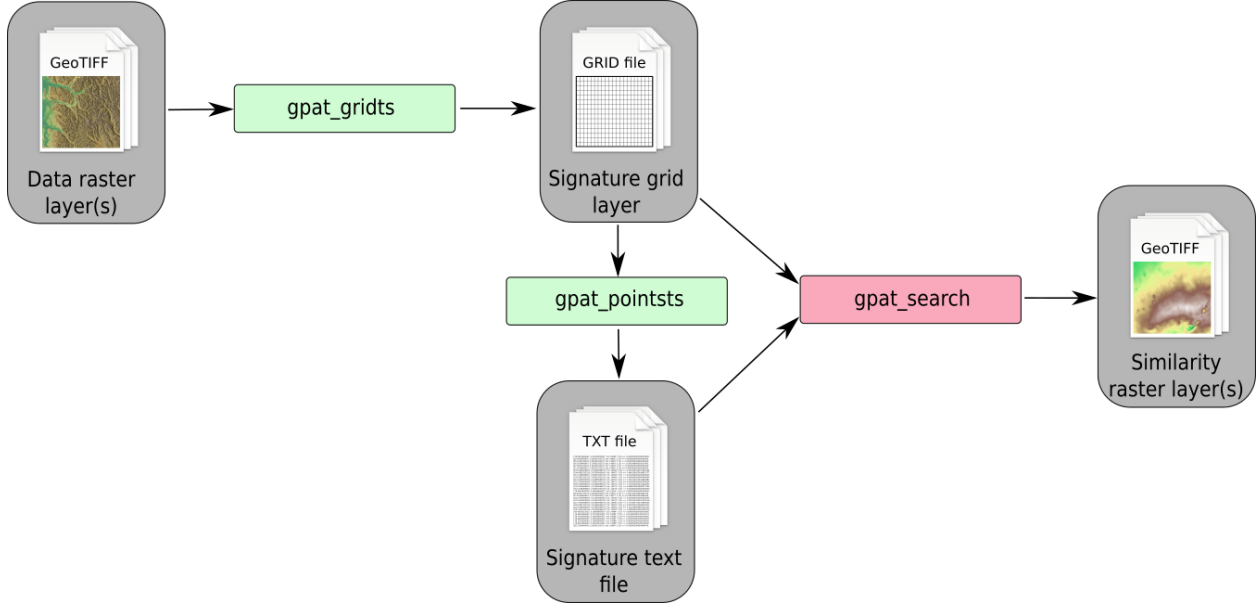 GeoTIFF
Data raster
layer(s)
gpat_gridts
GRID file
Signature grid
layer
gpat_pointsts
TXT file
Signature text
file
gpat_search
GeoTIFF
Similarity
raster layer(s)